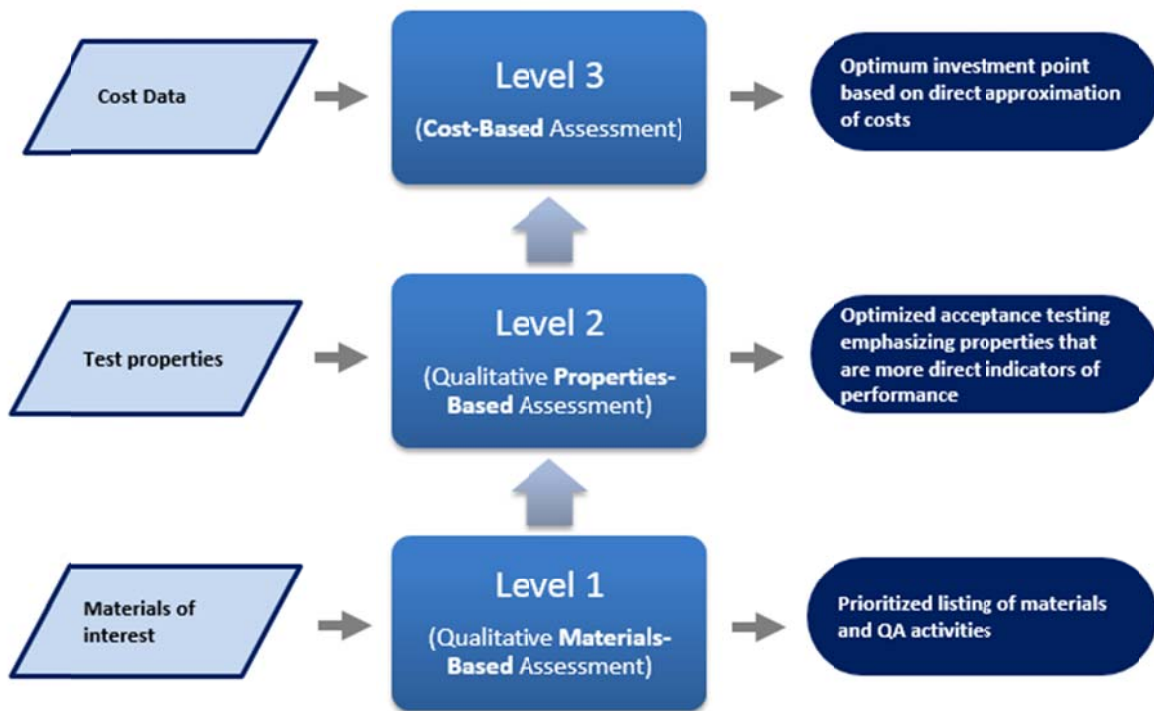 Cost Data
Level 3
(Cost-Based Assessment)
Optimum investment point
based on direct approximation
of costs
Test properties
Level 2
(Qualitative Properties-
Based Assessment)
Optimized acceptance testing
emphasizing properties that
are more direct indicators of
performance
Materials of
interest
Level 1
(Qualitative Materials-
Based Assessment)
Prioritized listing of materials
and QA activities